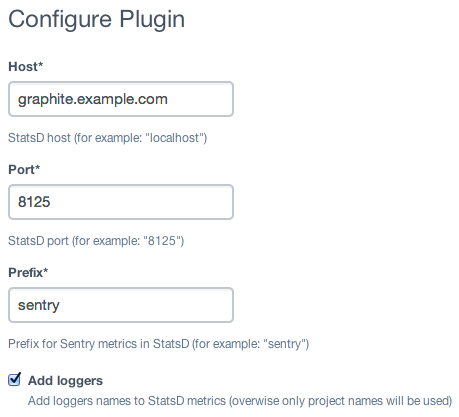 Configure Plugin
Host*
graphite.example.com
StatsD host (for example: "localhost")
Port*
8125
StatsD port (for example: "8125")
Prefix*
sentry
Prefix for Sentry metrics in StatsD (for example: "sentry")
Add loggers
Add loggers names to StatsD metrics (overwise only project names will be used)